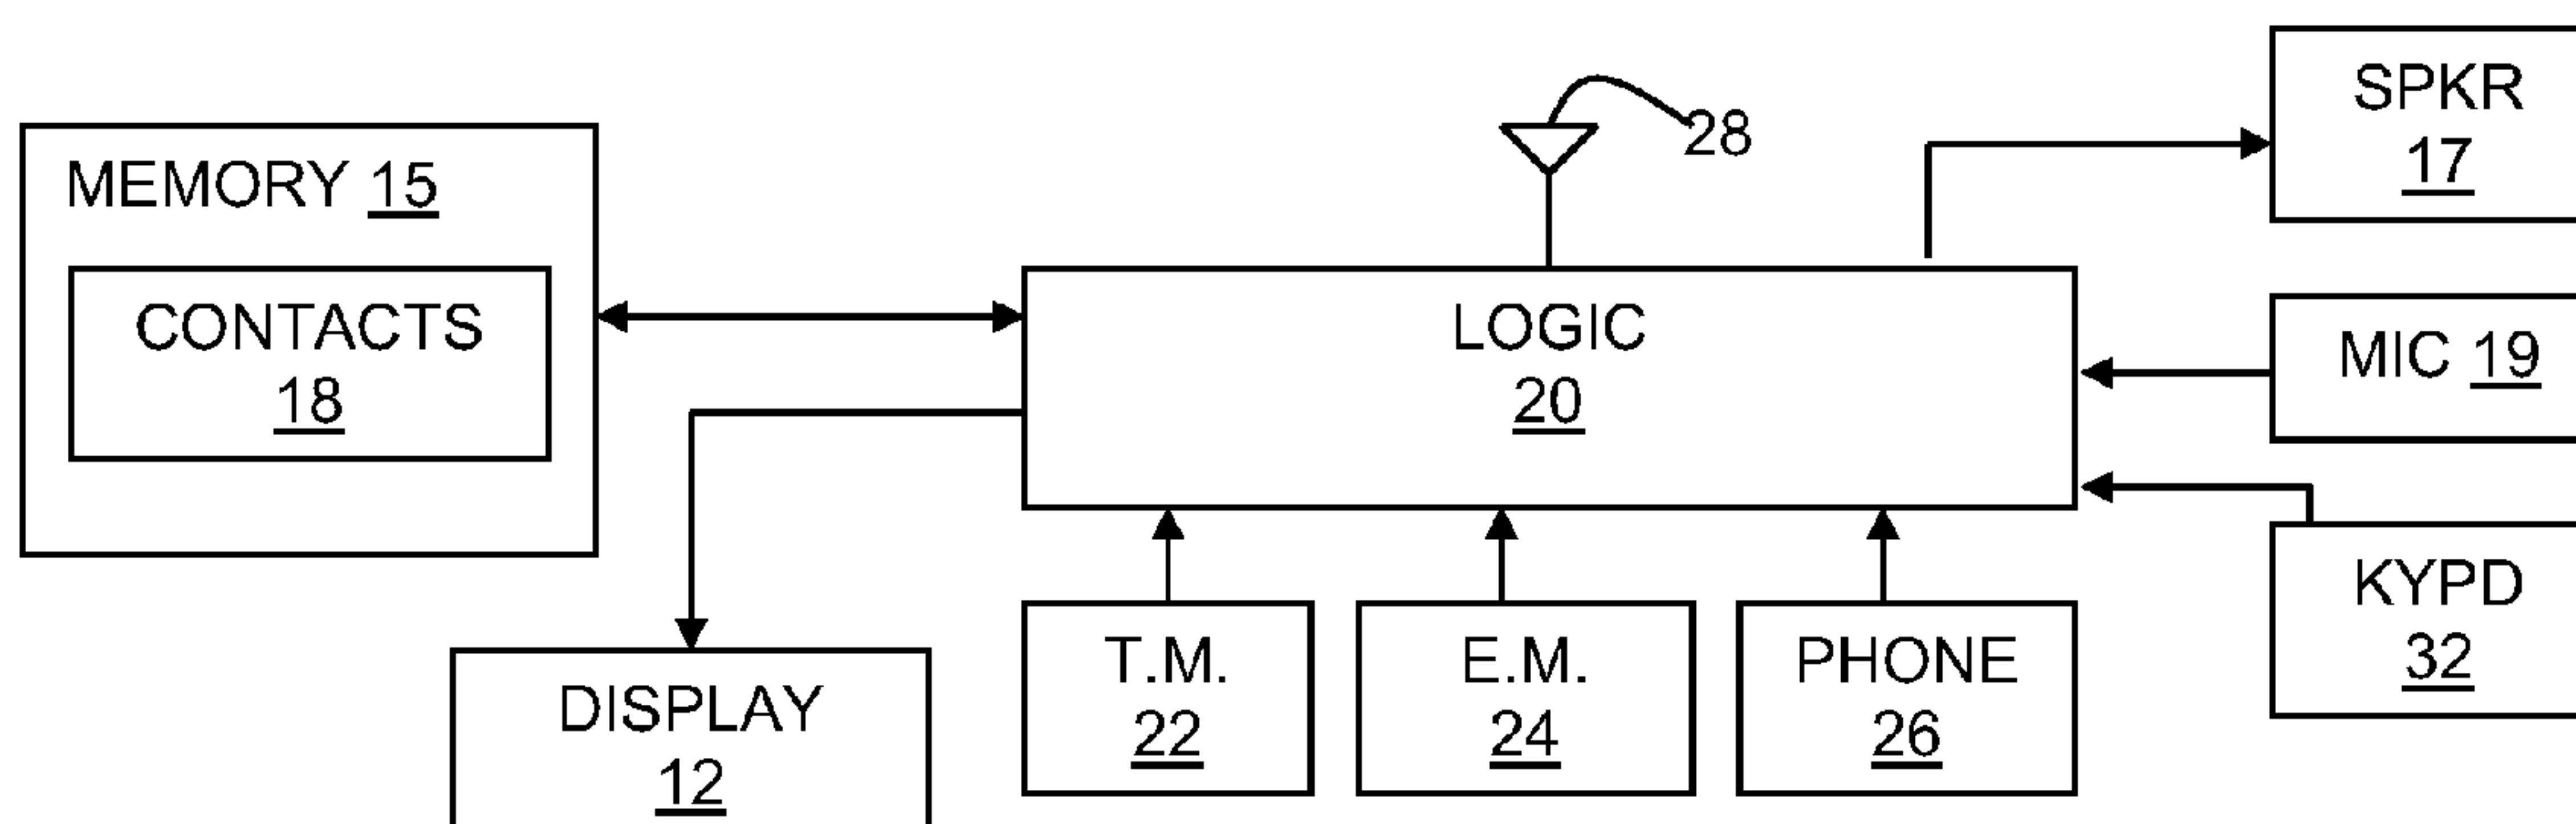 MEMORY 15
CONTACTS
18
DISPLAY
12
28
LOGIC
20
T.M.
22
E.M.
24
PHONE
26
SPKR
17
MIC 19
KYPD
32